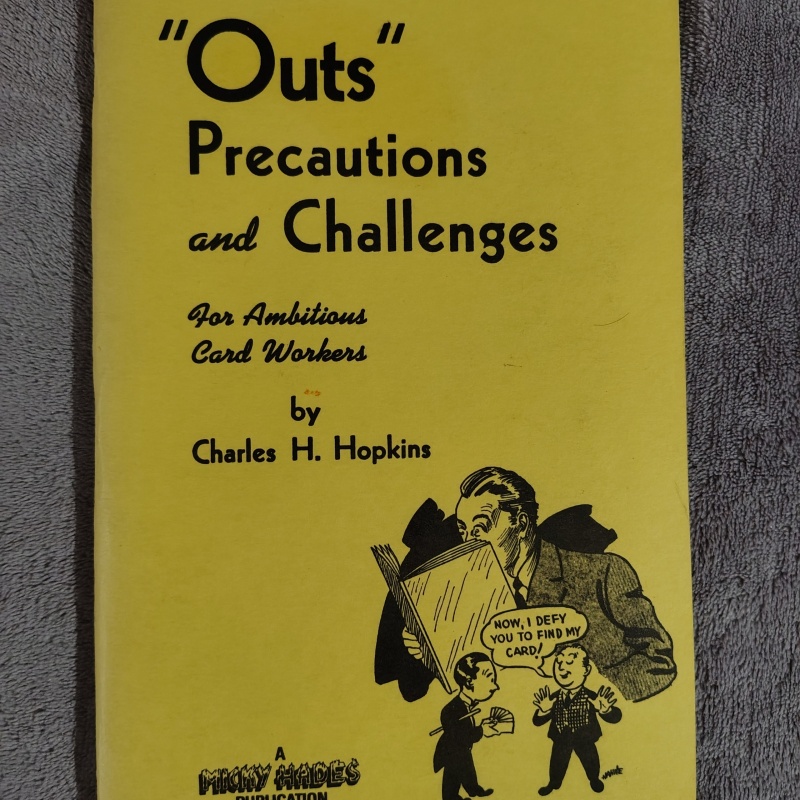 "Outs"
Precautions
and Challenges
For Ambitious
Card Workers
by
Charles H. Hopkins
NOW, I DEFY
YOU TO FIND MY
CARD!
A
MICKY HADES
PUBLICATION